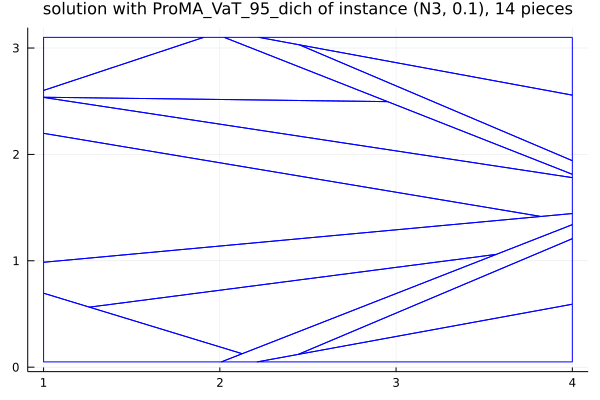 solution with ProMA_VaT_95_dich of instance (N3, 0.1), 14 pieces
3
2
1
0
1 2 3 4